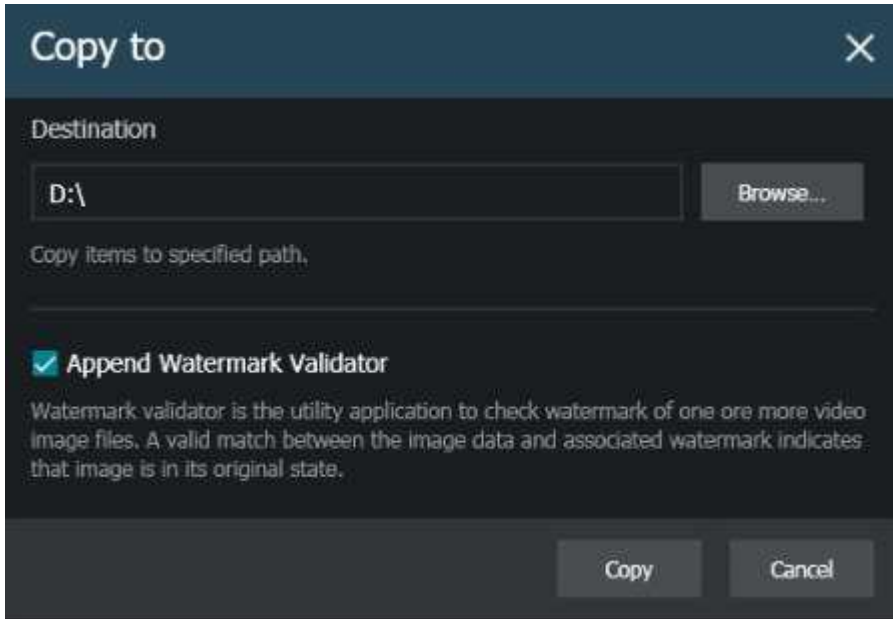 Copy to
Destination
D:\
Browse...
Copy items to specified path.
Append Watermark Validator
Watermark validator is the utility application to check watermark of one ore more video
image files. A valid match between the image data and associated watermark indicates
that image is in its original state.
Copy
Cancel